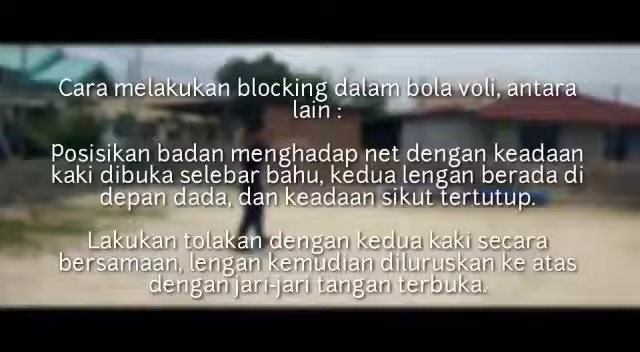 Cara melakukan blocking dalam bola voli, antara
lain :
Posisikan badan menghadap net dengan keadaan
kaki dibuka selebar bahu, kedua lengan berada di
depan dada, dan keadaan sikut tertutup.
Lakukan tolakan dengan kedua kaki secara
bersamaan, lengan kemudian diluruskan ke atas
dengan jari-jari tangan terbuka.